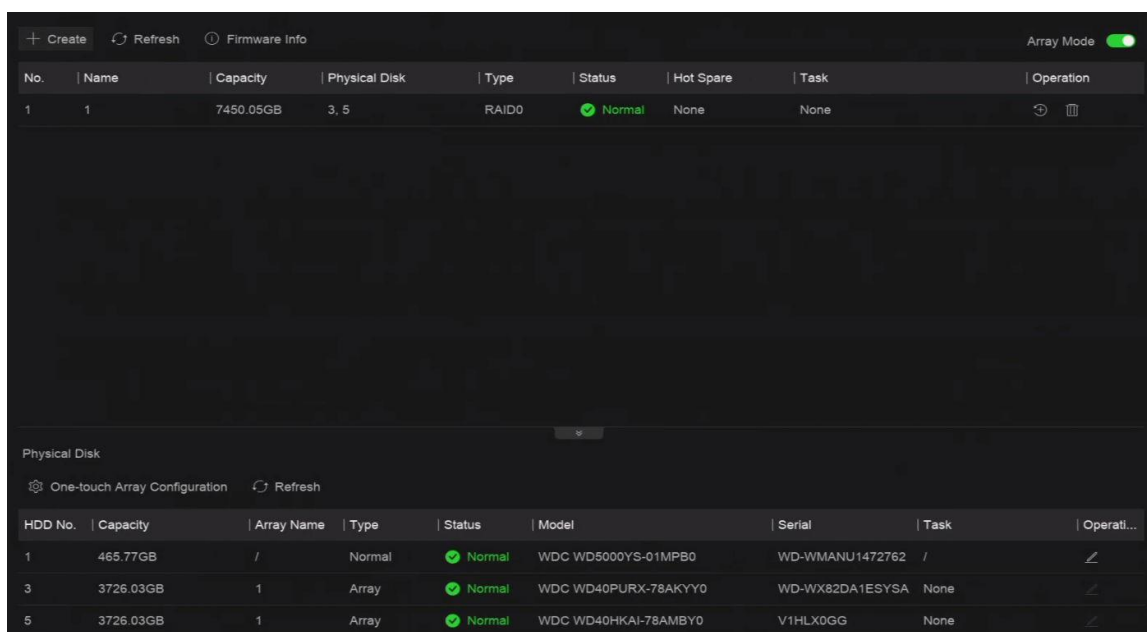 Create Refresh Firmware Info Array Mode
No. Name Capacity Physical Disk Type Status Hot Spare Task Operation
1 1 7450.05GB 3, 5 RAID0 Normal None None
Physical Disk
One-touch Array Configuration Refresh
HDD No. Capacity Array Name Type Status Model Serial Task Operati...
1 465.77GB / Normal Normal WDC WD5000YS-01MPB0 WD-WMANU1472762 /
3 3726.03GB 1 Array Normal WDC WD40PURX-78AKYY0 WD-WX82DA1ESYSA None
5 3726.03GB 1 Array Normal WDC WD40HKAI-78AMBY0 V1HLX0GG None